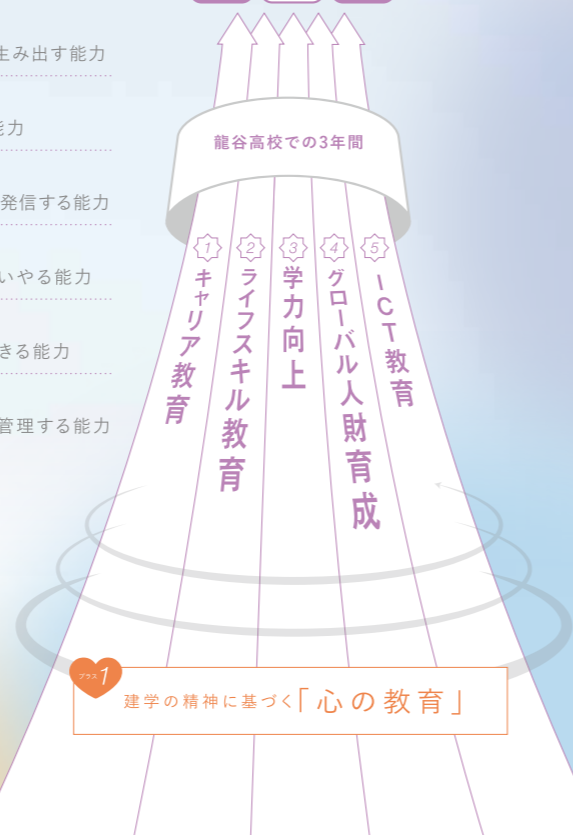 生み出す能力
能力
発信する能力
いやる能力
きる能力
管理する能力
龍谷高校での3年間
1
キャリア教育
2
ライフスキル教育
3
学力向上
4
グローバル人財育成
5
ICT教育
プラス1
建学の精神に基づく「心の教育」